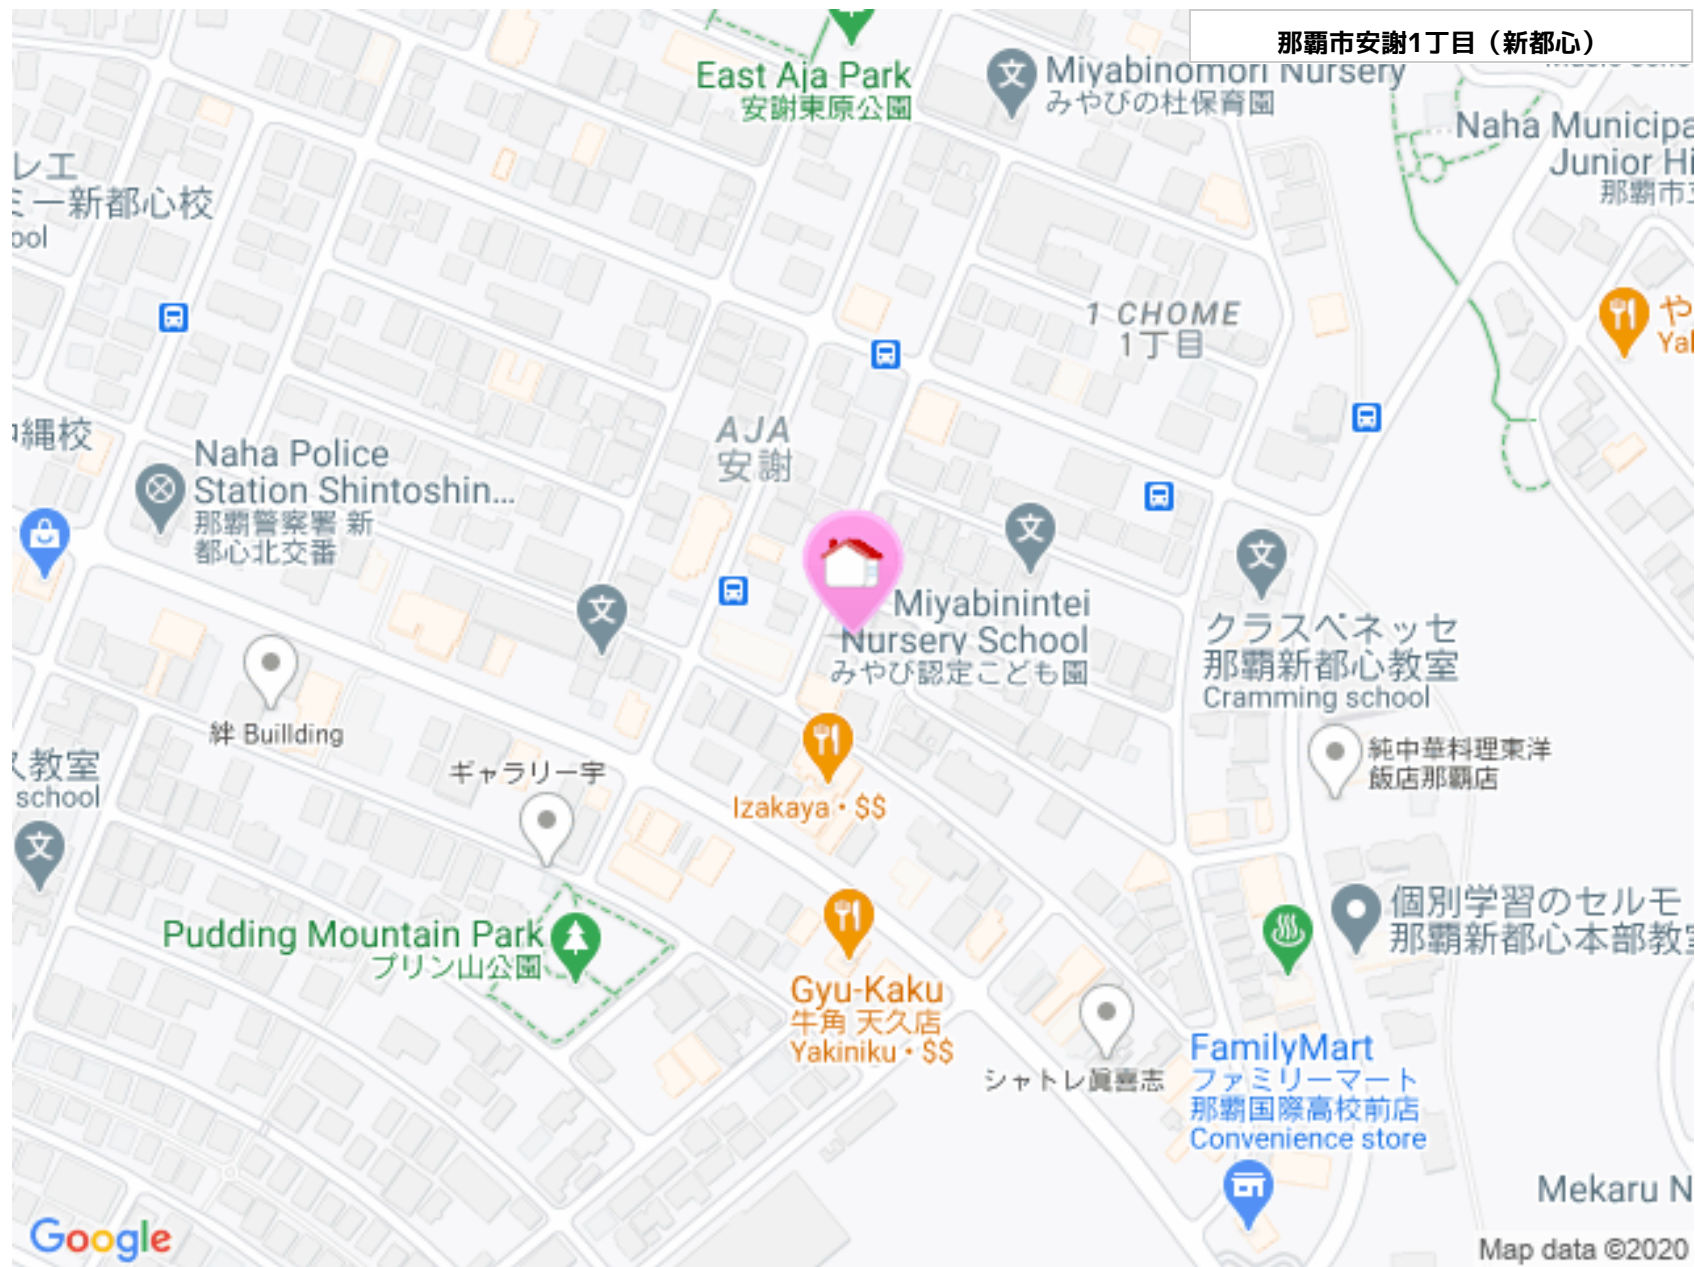 那覇市安謝1丁目（新都心）
East Aja Park
安謝東原公園
Miyabinomori Nursery
みやびの杜保育園
Naha Municipa
Junior Hi
那覇市立
レエ
ミー新都心校
ool
1 CHOME
1丁目
や
Yal
縄校
AJA
安謝
Naha Police
Station Shintoshin...
那覇警察署 新
都心北交番
Miyabinintei
Nursery School
みやび認定こども園
クラスベネッセ
那覇新都心教室
Cramming school
絆 Buillding
ギャラリー宇
純中華料理東洋
飯店那覇店
教室
school
Izakaya・$$
個別学習のセルモ
那覇新都心本部教室
Pudding Mountain Park
プリン山公園
Gyu-Kaku
牛角 天久店
Yakiniku・$$
シャトレ眞喜志
FamilyMart
ファミリーマート
那覇国際高校前店
Convenience store
Mekaru N
Google
Map data ©2020